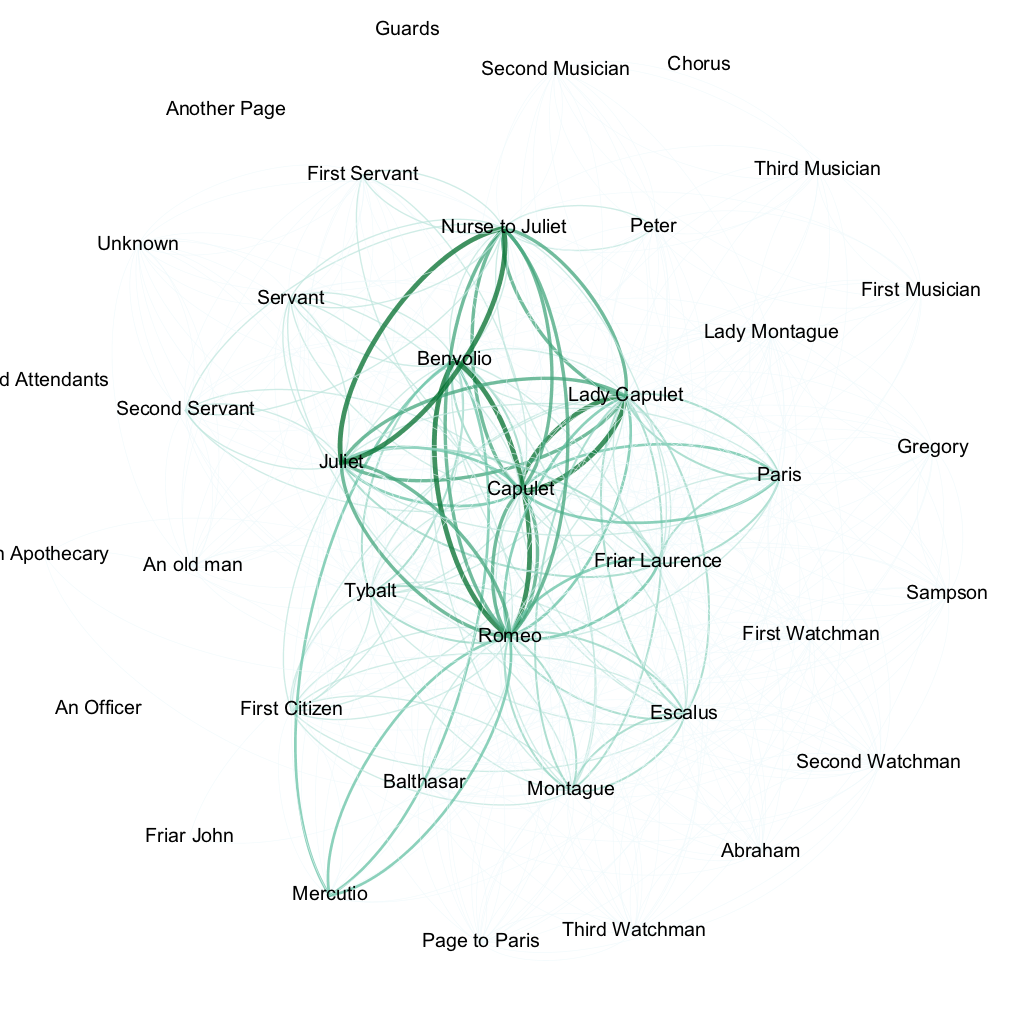 Guards
Chorus
Second Musician
Another Page
Third Musician
First Servant
Nurse to Juliet
Peter
Unknown
First Musician
Servant
Lady Montague
Benvolio
d Attendants
Lady Capulet
Second Servant
Gregory
Juliet
Paris
Capulet
n Apothecary
An old man
Friar Laurence
Tybalt
Sampson
First Watchman
Romeo
An Officer
First Citizen
Escalus
Second Watchman
Balthasar
Montague
Friar John
Abraham
Mercutio
Third Watchman
Page to Paris